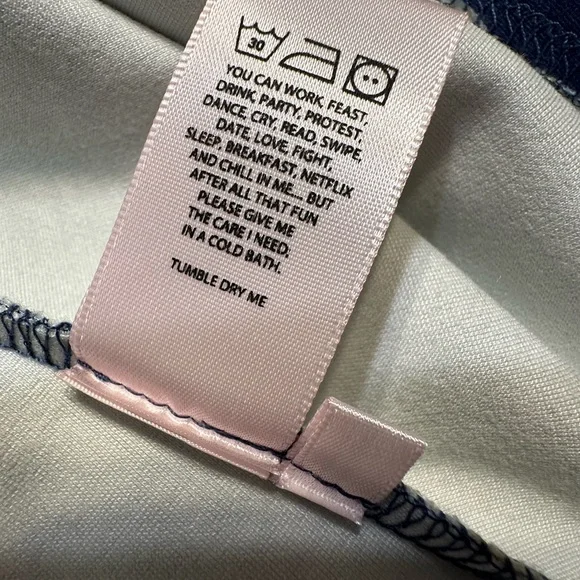 30
YOU CAN WORK, FEAST,
DRINK, PARTY, PROTEST,
DANCE, CRY, READ, SWIPE,
DATE, LOVE, FIGHT,
SLEEP, BREAKFAST, NETFLIX
AND CHILL IN ME.... BUT
AFTER ALL THAT FUN
PLEASE GIVE ME
THE CARE I NEED,
IN A COLD BATH.
TUMBLE DRY ME